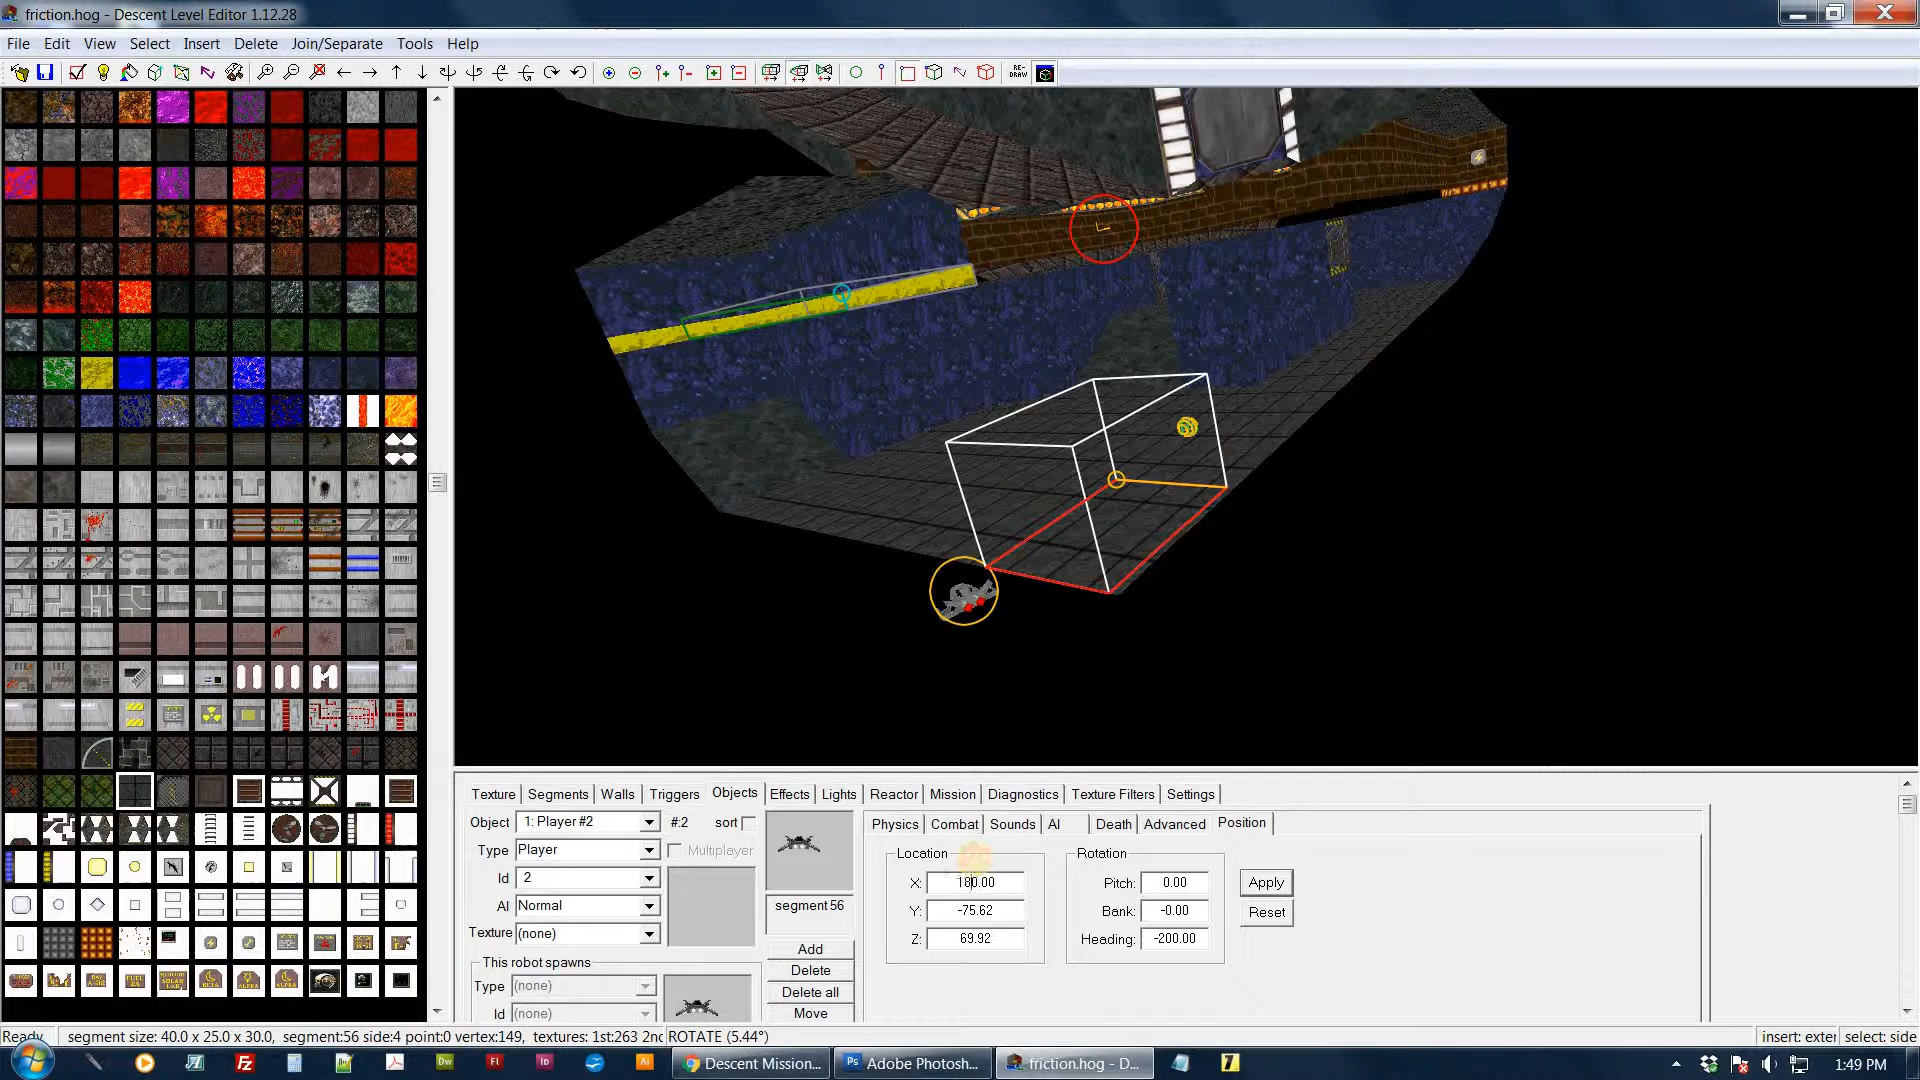 friction.hog - Descent Level Editor 1.12.28
File Edit View Select Insert Delete Join/Separate Tools Help
RE-DRAW
Texture Segments Walls Triggers Objects Effects Lights Reactor Mission Diagnostics Texture Filters Settings
Object 1: Player #2 #:2 sort
Type Player Multiplayer
Id 2
AI Normal
Texture (none)
This robot spawns
Type (none)
Id (none)
segment 56
Add
Delete
Delete all
Move
Physics Combat Sounds AI Death Advanced Position
Location
X: 180.00
Y: -75.62
Z: 69.92
Rotation
Pitch: 0.00
Bank: -0.00
Heading: -200.00
Apply
Reset
Ready segment size: 40.0 x 25.0 x 30.0, segment:56 side:4 point:0 vertex:149, textures: 1st:263 2nd ROTATE (5.44°) insert: exter select: side
Descent Mission... Adobe Photosh... friction.hog - D... 1:49 PM